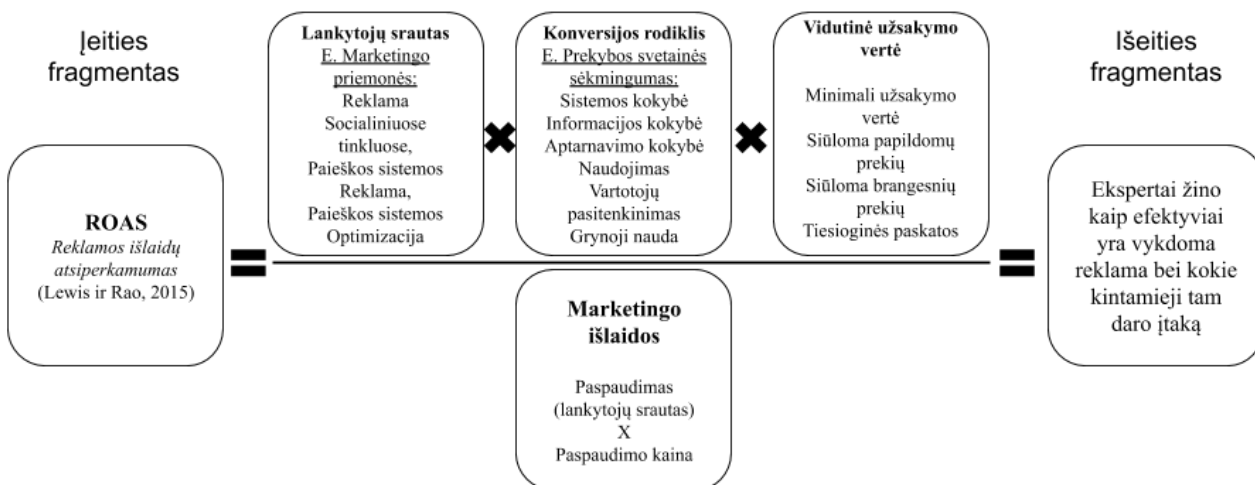 Įeities
fragmentas
ROAS
Reklamos išlaidų
atsiperkamumas
(Lewis ir Rao, 2015)
=
Lankytojų srautas
E. Marketingo
priemonės:
Reklama
Socialiniuose
tinkluose,
Paieškos sistemos
Reklama,
Paieškos sistemos
Optimizacija
✖
Konversijos rodiklis
E. Prekybos svetainės
sėkmingumas:
Sistemos kokybė
Informacijos kokybė
Aptarnavimo kokybė
Naudojimas
Vartotojų
pasitenkinimas
Grynoji nauda
✖
Vidutinė užsakymo
vertė
Minimali užsakymo
vertė
Siūloma papildomų
prekių
Siūloma brangesnių
prekių
Tiesioginės paskatos
Marketingo
išlaidos
Paspaudimas
(lankytojų srautas)
X
Paspaudimo kaina
=
Išeities
fragmentas
Ekspertai žino
kaip efektyviai
yra vykdoma
reklama bei kokie
kintamieji tam
daro įtaką